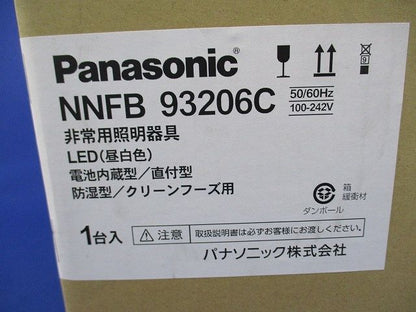 Panasonic®
NNFB 93206C
50/60Hz
100-242V
9
非常用照明器具
LED(昼白色)
電池内蔵型/直付型
防湿型/クリーンフーズ用
箱
緩衝材
ダンボール
1台入
⚠注意
取扱説明書は必ずお客様にお渡しください。
パナソニック株式会社